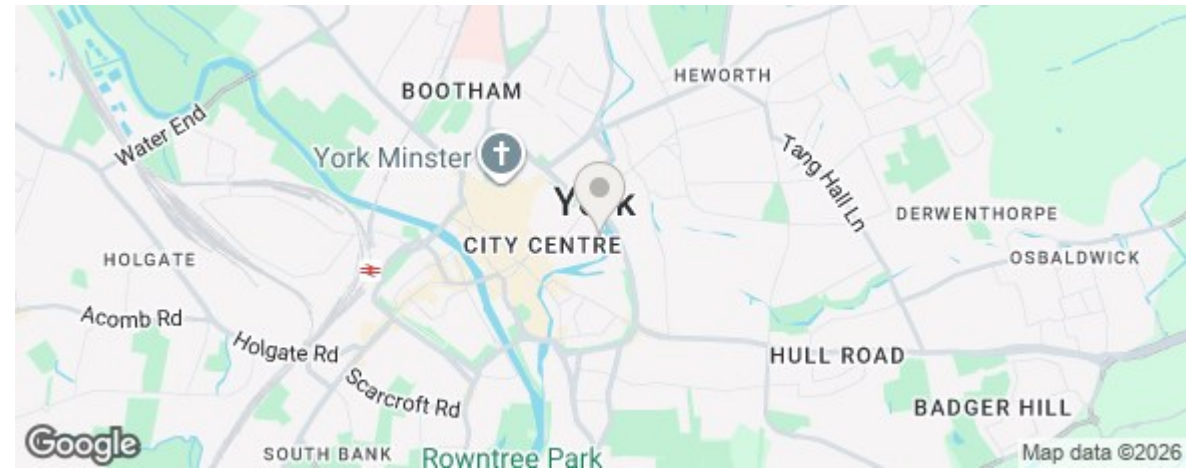 HEWORTH
BOOTHAM
Water End
York Minster
Tang Hall Ln
York
DERWENTHORPE
CITY CENTRE
OSBALDWICK
HOLGATE
Acomb Rd
Holgate Rd
HULL ROAD
Scarcroft Rd
BADGER HILL
Google
SOUTH BANK
Rowntree Park
Map data ©2026